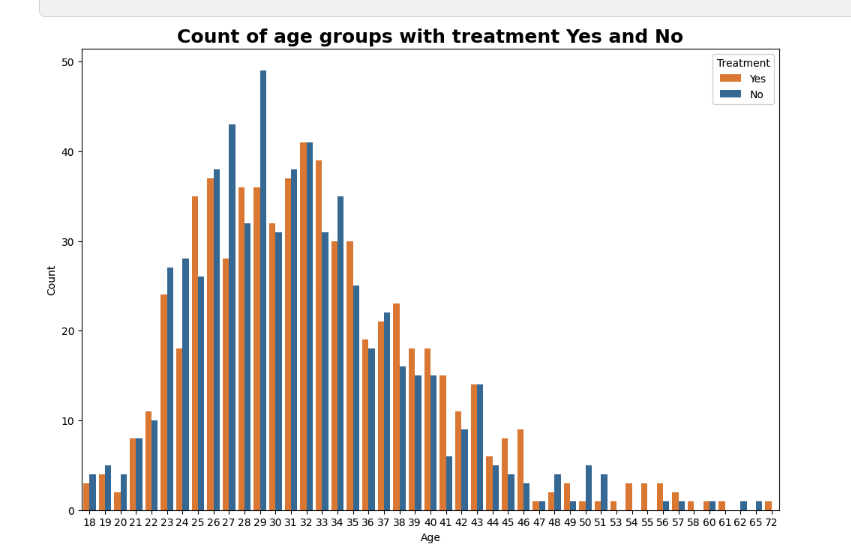 Count of age groups with treatment Yes and No
Treatment
Yes
No
50
40
30
20
10
0
Count
18 19 20 21 22 23 24 25 26 27 28 29 30 31 32 33 34 35 36 37 38 39 40 41 42 43 44 45 46 47 48 49 50 51 53 54 55 56 57 58 60 61 62 65 72
Age